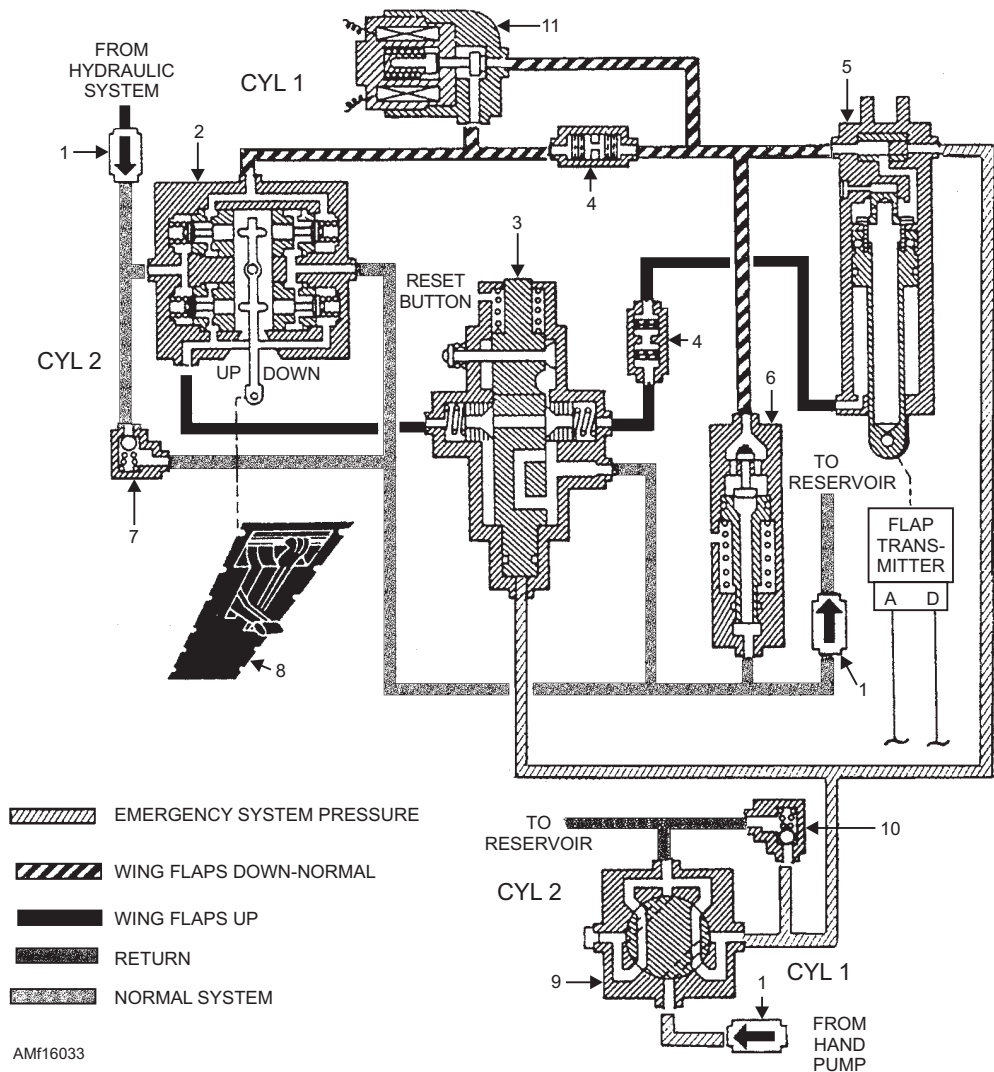 FROM
HYDRAULIC
SYSTEM
CYL 1
11
5
1
2
4
3
RESET
BUTTON
4
6
CYL 2
UP DOWN
TO
RESERVOIR
7
FLAP
TRANS-
MITTER
A D
8
1
EMERGENCY SYSTEM PRESSURE
TO
RESERVOIR
10
WING FLAPS DOWN-NORMAL
CYL 2
WING FLAPS UP
RETURN
9
CYL 1
NORMAL SYSTEM
1
FROM
HAND
PUMP
AMf16033